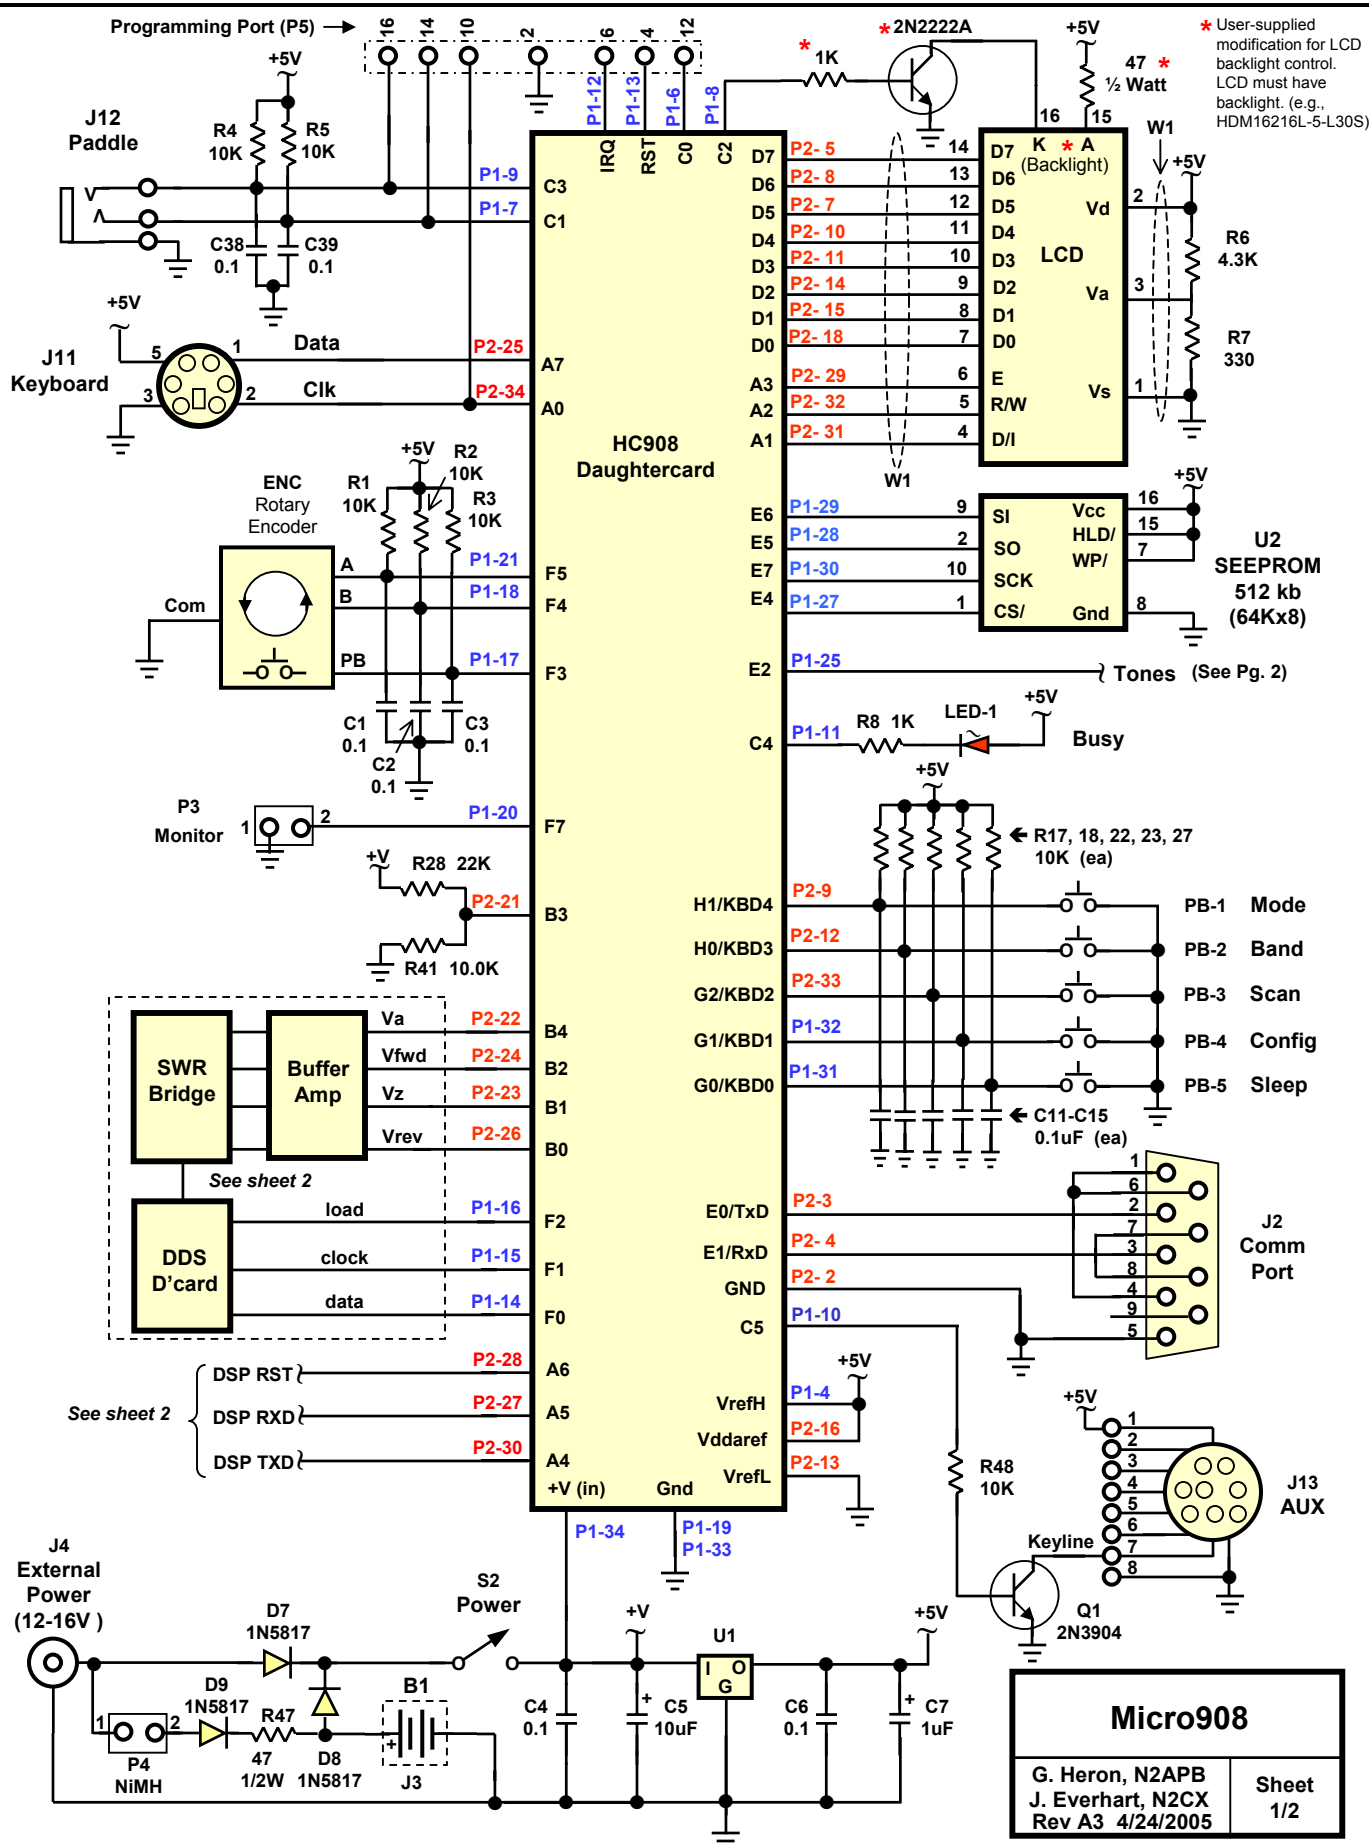 Programming Port (P5)
16
14
10
2
6
4
12
* 2N2222A
* 1K
+5V
47 *
½ Watt
* User-supplied
modification for LCD
backlight control.
LCD must have
backlight. (e.g.,
HDM16216L-5-L30S)
+5V
J12
Paddle
R4
10K
R5
10K
P1-12
P1-13
P1-6
P1-8
IRQ
RST
C0
C2
16
15
K * A
(Backlight)
W1
+5V
P1-9
C3
P1-7
C1
C38
0.1
C39
0.1
D7
P2- 5
14
D7
D6
P2- 8
13
D6
D5
P2- 7
12
D5
D4
P2- 10
11
D4
D3
P2- 11
10
D3
D2
P2- 14
9
D2
D1
P2- 15
8
D1
D0
P2- 18
7
D0
A3
P2- 29
6
E
A2
P2- 32
5
R/W
A1
P2- 31
4
D/I
LCD
Vd
2
Va
3
Vs
1
R6
4.3K
R7
330
W1
+5V
J11
Keyboard
5
3
1
2
Data
Clk
P2-25
A7
P2-34
A0
HC908
Daughtercard
+5V
R2
10K
R1
10K
R3
10K
ENC
Rotary
Encoder
Com
A
B
PB
P1-21
F5
P1-18
F4
P1-17
F3
C1
0.1
C2
0.1
C3
0.1
E6
P1-29
9
SI
E5
P1-28
2
SO
E7
P1-30
10
SCK
E4
P1-27
1
CS/
Vcc
16
HLD/
15
WP/
7
Gnd
8
+5V
U2
SEEPROM
512 kb
(64Kx8)
E2
P1-25
Tones (See Pg. 2)
C4
P1-11
R8 1K
LED-1
+5V
Busy
P3
Monitor
1
2
P1-20
F7
+V
R28 22K
P2-21
B3
R41 10.0K
+5V
R17, 18, 22, 23, 27
10K (ea)
H1/KBD4
P2-9
PB-1 Mode
H0/KBD3
P2-12
PB-2 Band
G2/KBD2
P2-33
PB-3 Scan
G1/KBD1
P1-32
PB-4 Config
G0/KBD0
P1-31
PB-5 Sleep
C11-C15
0.1uF (ea)
SWR
Bridge
Buffer
Amp
Va
P2-22
B4
Vfwd
P2-24
B2
Vz
P2-23
B1
Vrev
P2-26
B0
See sheet 2
DDS
D'card
load
P1-16
F2
clock
P1-15
F1
data
P1-14
F0
E0/TxD
P2-3
E1/RxD
P2- 4
GND
P2- 2
C5
P1-10
1
6
2
7
3
8
4
9
5
J2
Comm
Port
See sheet 2
DSP RST
P2-28
A6
DSP RXD
P2-27
A5
DSP TXD
P2-30
A4
+5V
VrefH
P1-4
Vddaref
P2-16
VrefL
P2-13
+V (in)
Gnd
P1-34
P1-19
P1-33
R48
10K
+5V
1
2
3
4
5
6
7
8
Keyline
J13
AUX
Q1
2N3904
J4
External
Power
(12-16V )
D7
1N5817
S2
Power
+V
U1
I
O
G
+5V
D9
1N5817
R47
47
1/2W
1
2
P4
NiMH
D8
1N5817
B1
+
J3
C4
0.1
+
C5
10uF
C6
0.1
+
C7
1uF
Micro908
G. Heron, N2APB
J. Everhart, N2CX
Rev A3 4/24/2005
Sheet
1/2